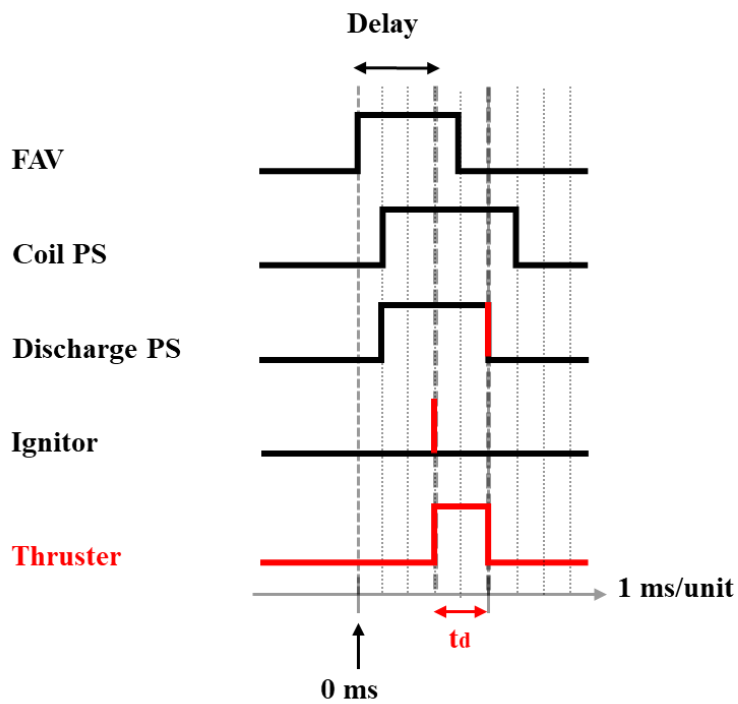 Delay
FAV
Coil PS
Discharge PS
Ignitor
Thruster
1 ms/unit
td
0 ms